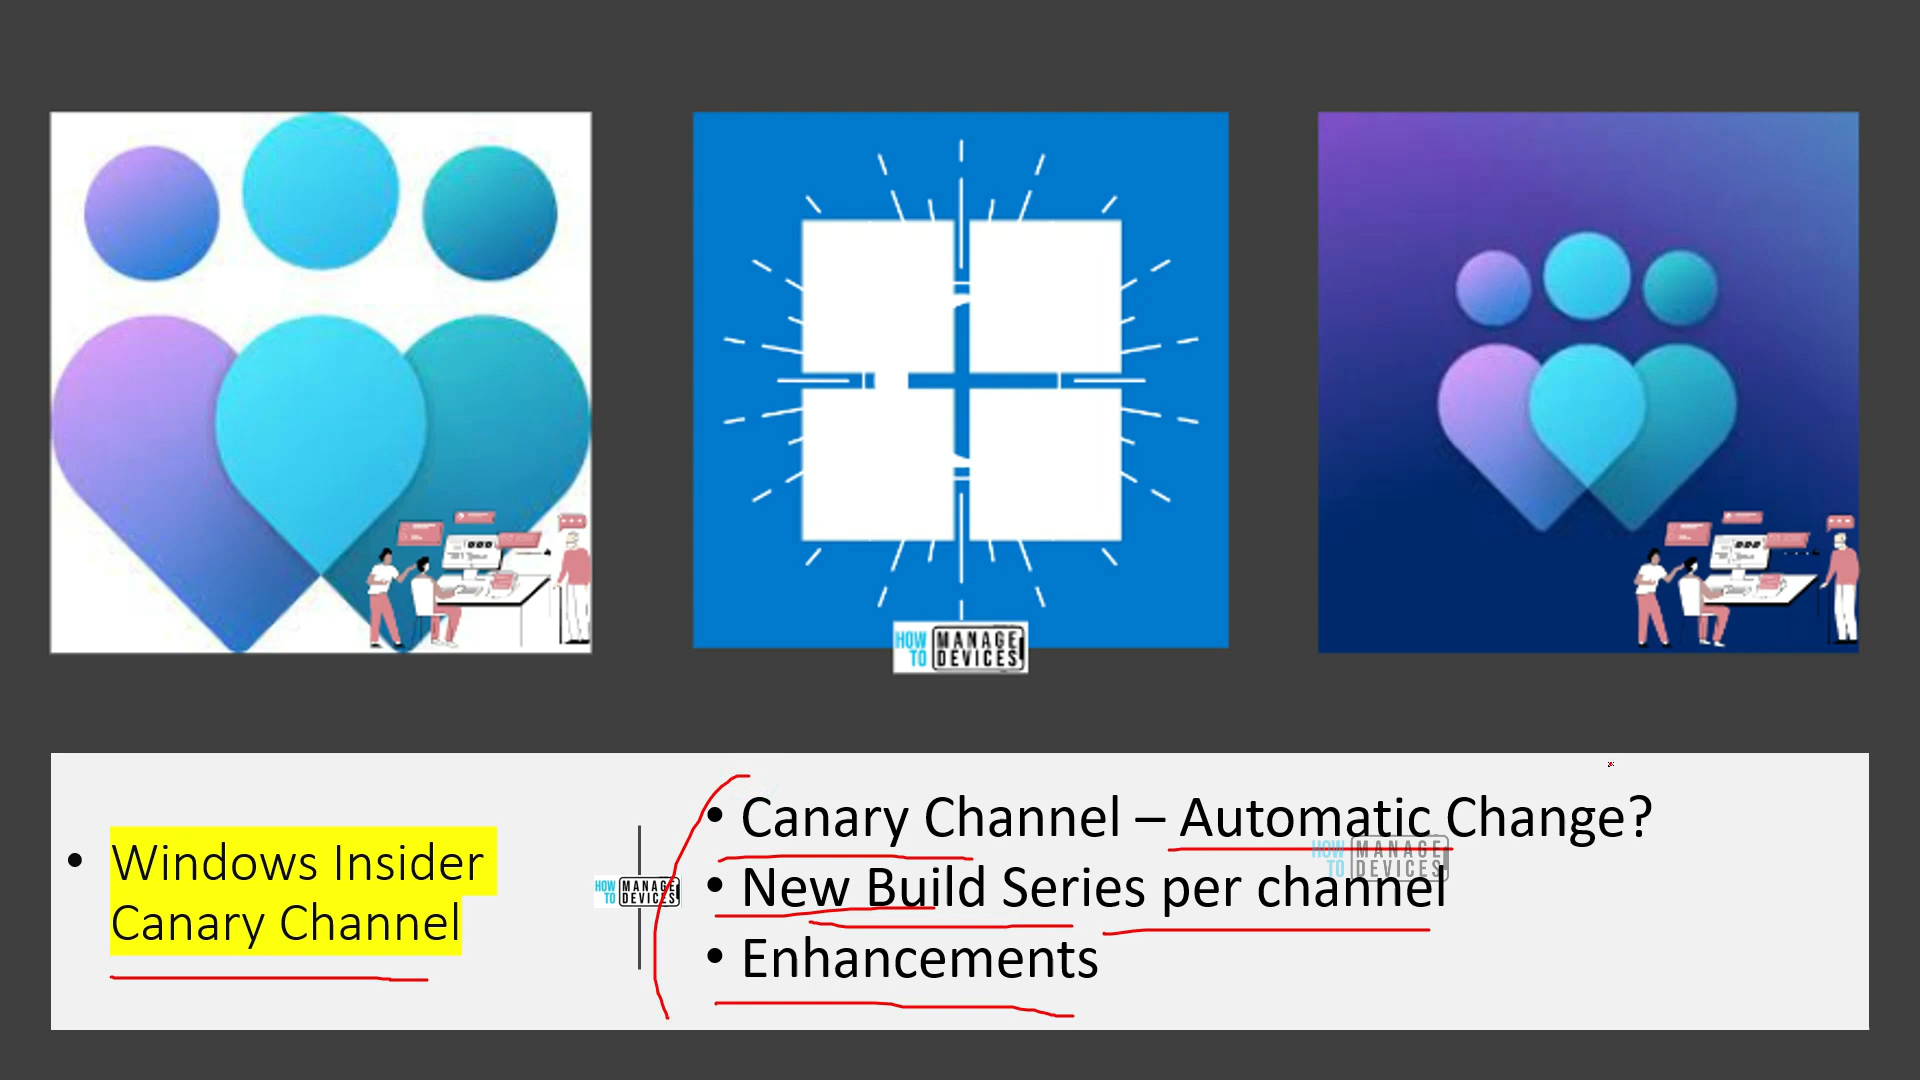 HOW
TO
MANAGE
DEVICES
• Windows Insider
Canary Channel
HOW
TO
MANAGE
DEVICES
• Canary Channel – Automatic Change?
• New Build Series per channel
• Enhancements
HOW
TO
MANAGE
DEVICES